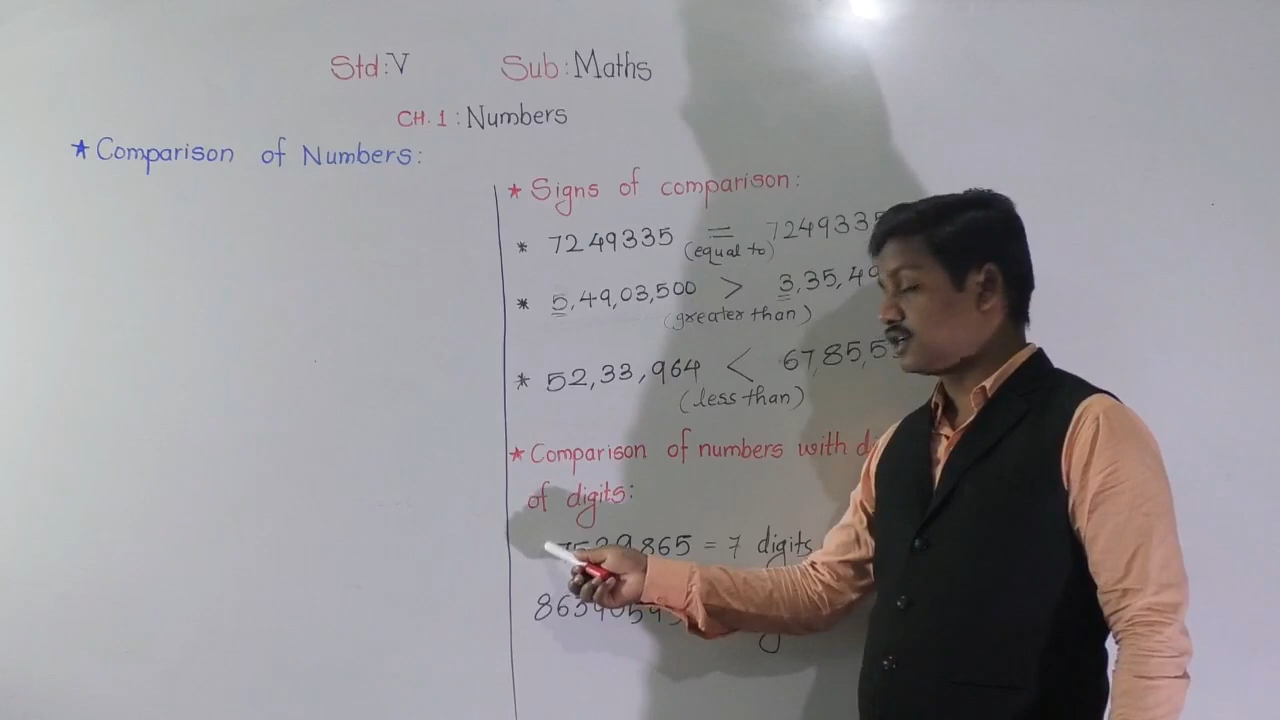 Std: V Sub: Maths
CH. 1: Numbers
★ Comparison of Numbers:
★ Signs of comparison:
* 7249335 = 7249335
(equal to)
* 5,49,03,500 > 3,35,49
(greater than)
* 52,33,964 < 67,85,5
(less than)
★ Comparison of numbers with
of digits:
865 = 7 digits